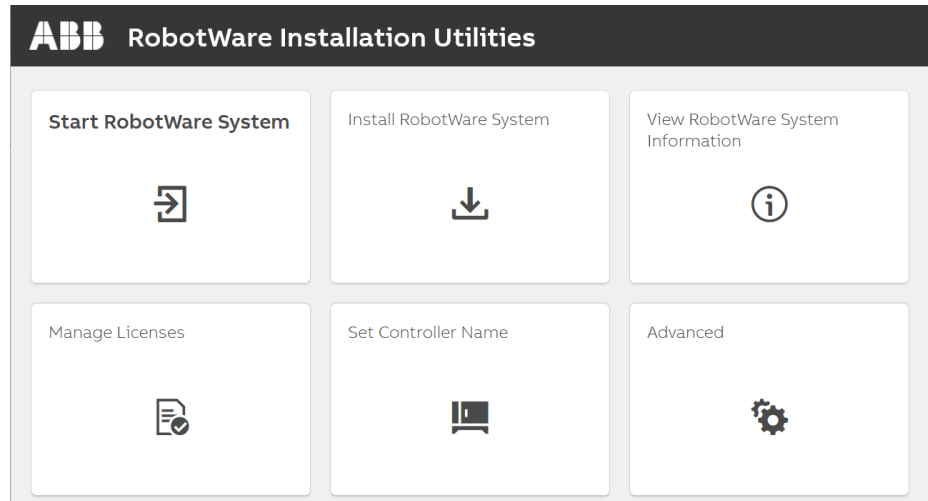 ABB RobotWare Installation Utilities
Start RobotWare System
Install RobotWare System
View RobotWare System
Information
Manage Licenses
Set Controller Name
Advanced